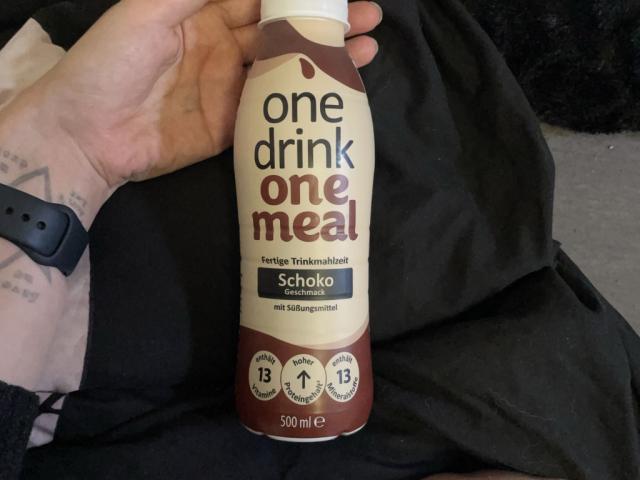 one
drink
one
meal
Fertige Trinkmahlzeit
Schoko
Geschmack
mit Süßungsmittel
enthält
13
Vitamine
hoher
Proteingehalt
enthält
13
Mineralstoffe
500 ml ℮